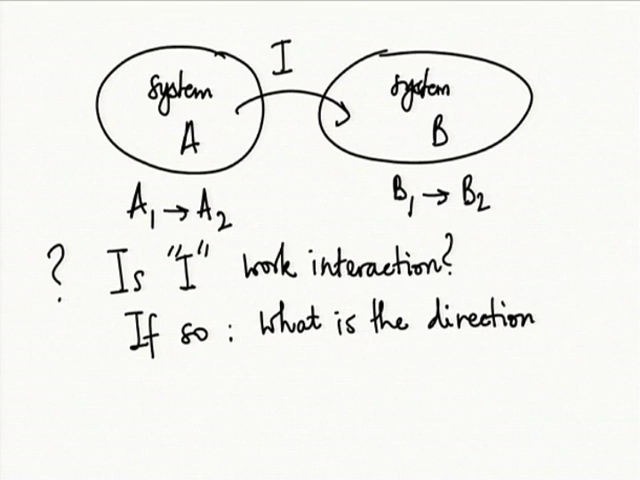 I
system
A
system
B
A₁ → A₂
B₁ → B₂
? Is "I" work interaction?
If so : What is the direction